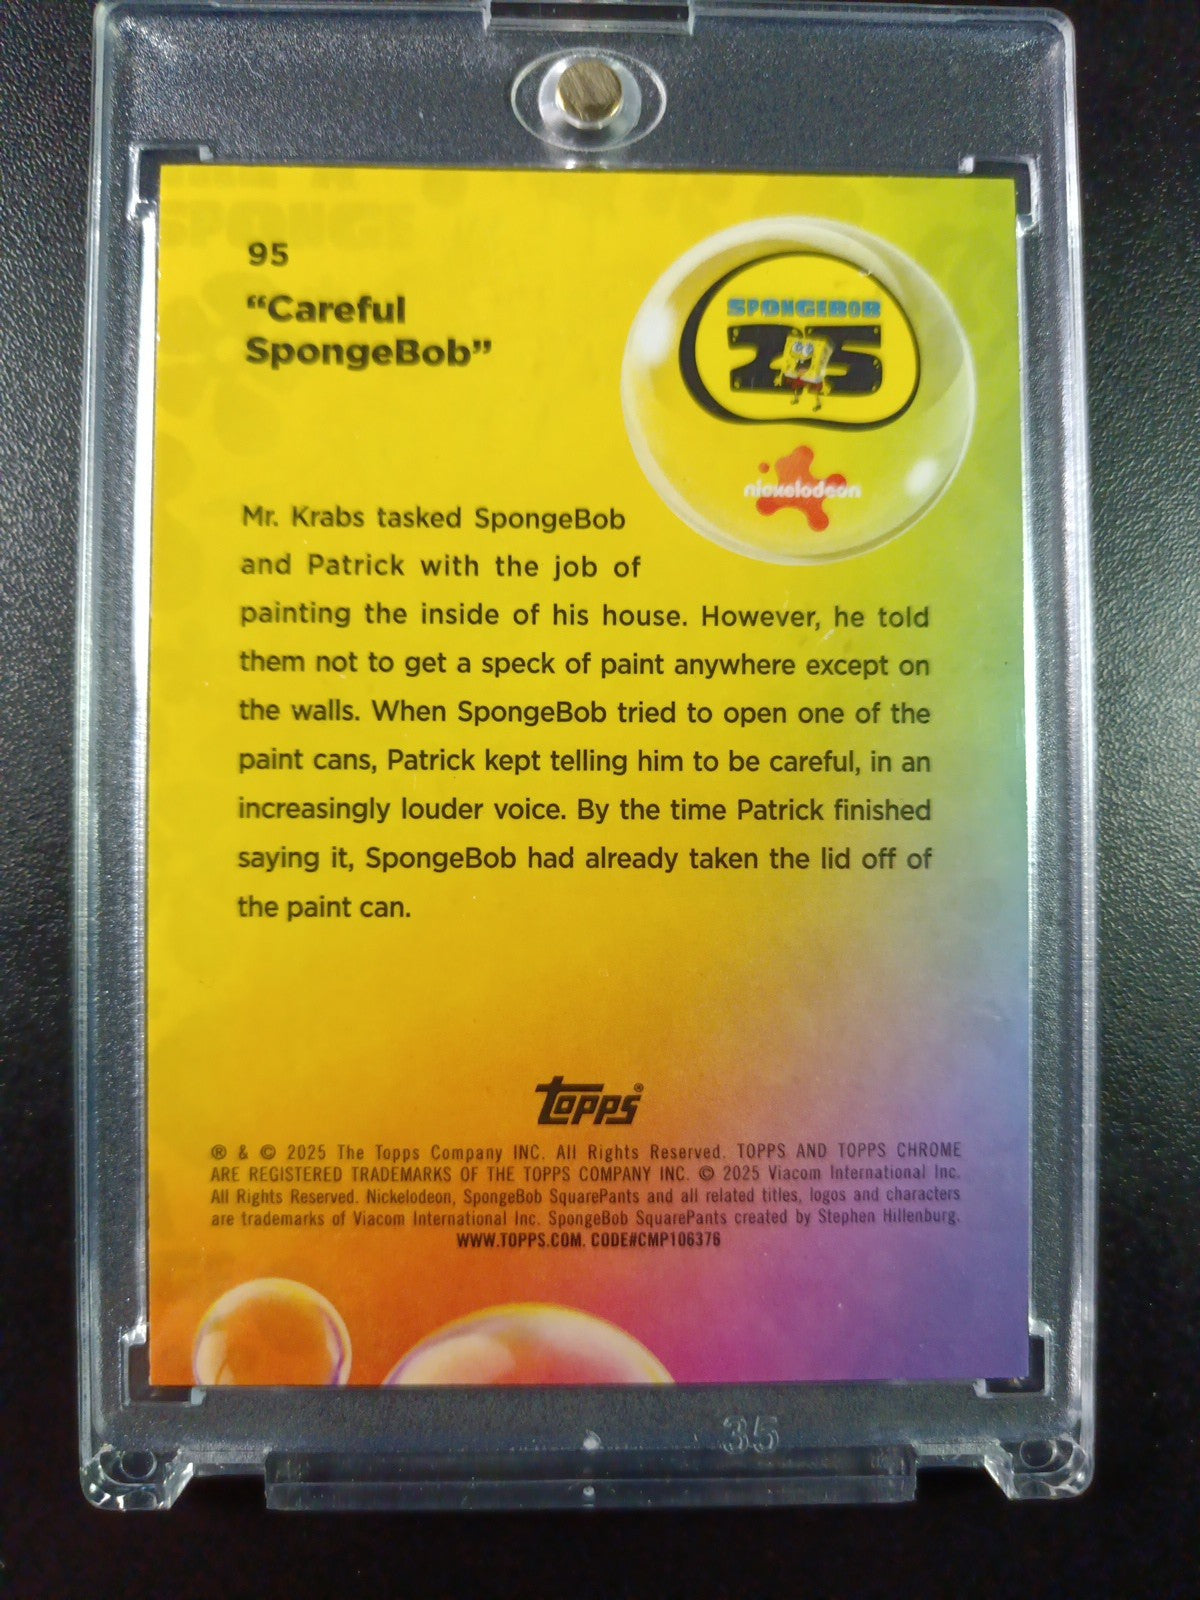 95
“Careful
SpongeBob”
SPONGEBOB
25
nickelodeon
Mr. Krabs tasked SpongeBob
and Patrick with the job of
painting the inside of his house. However, he told
them not to get a speck of paint anywhere except on
the walls. When SpongeBob tried to open one of the
paint cans, Patrick kept telling him to be careful, in an
increasingly louder voice. By the time Patrick finished
saying it, SpongeBob had already taken the lid off of
the paint can.
topps®
® & © 2025 The Topps Company INC. All Rights Reserved. TOPPS AND TOPPS CHROME
ARE REGISTERED TRADEMARKS OF THE TOPPS COMPANY INC. © 2025 Viacom International Inc.
All Rights Reserved. Nickelodeon, SpongeBob SquarePants and all related titles, logos and characters
are trademarks of Viacom International Inc. SpongeBob SquarePants created by Stephen Hillenburg.
WWW.TOPPS.COM. CODE#CMP106376
35